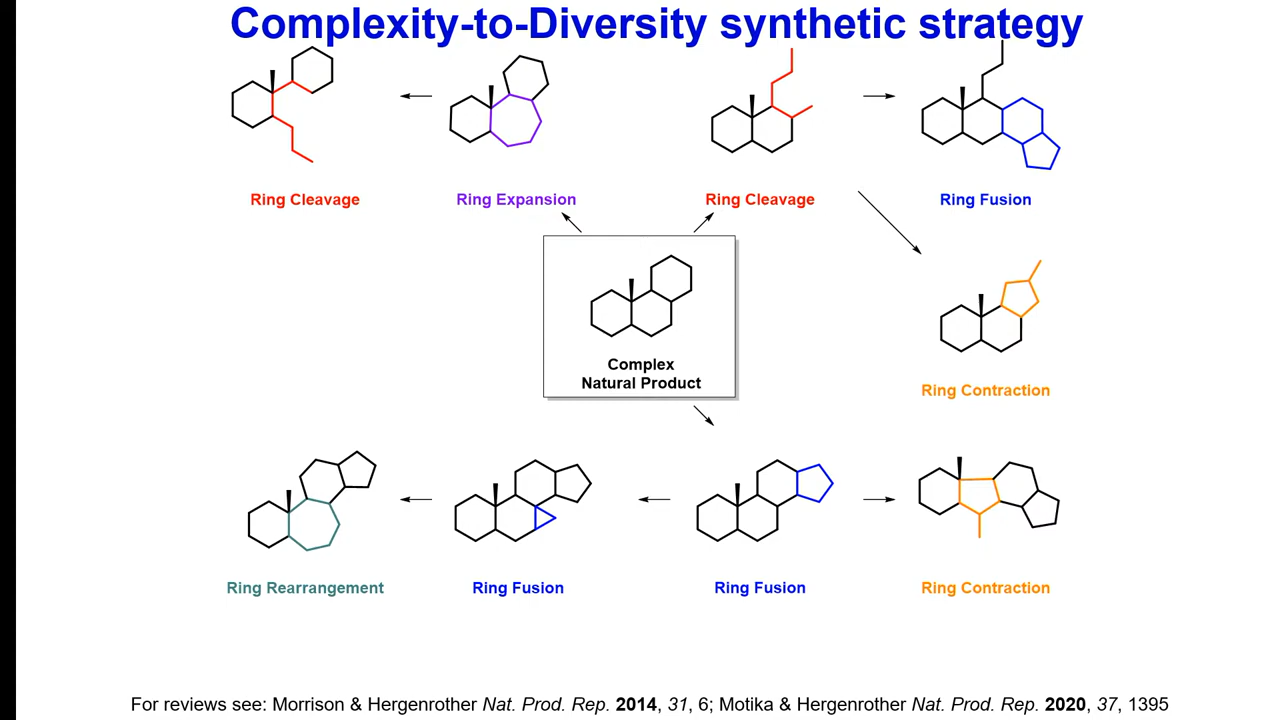 Complexity-to-Diversity synthetic strategy
Ring Cleavage
Ring Expansion
Ring Cleavage
Ring Fusion
Complex
Natural Product
Ring Contraction
Ring Rearrangement
Ring Fusion
Ring Fusion
Ring Contraction
For reviews see: Morrison & Hergenrother Nat. Prod. Rep. 2014, 31, 6; Motika & Hergenrother Nat. Prod. Rep. 2020, 37, 1395